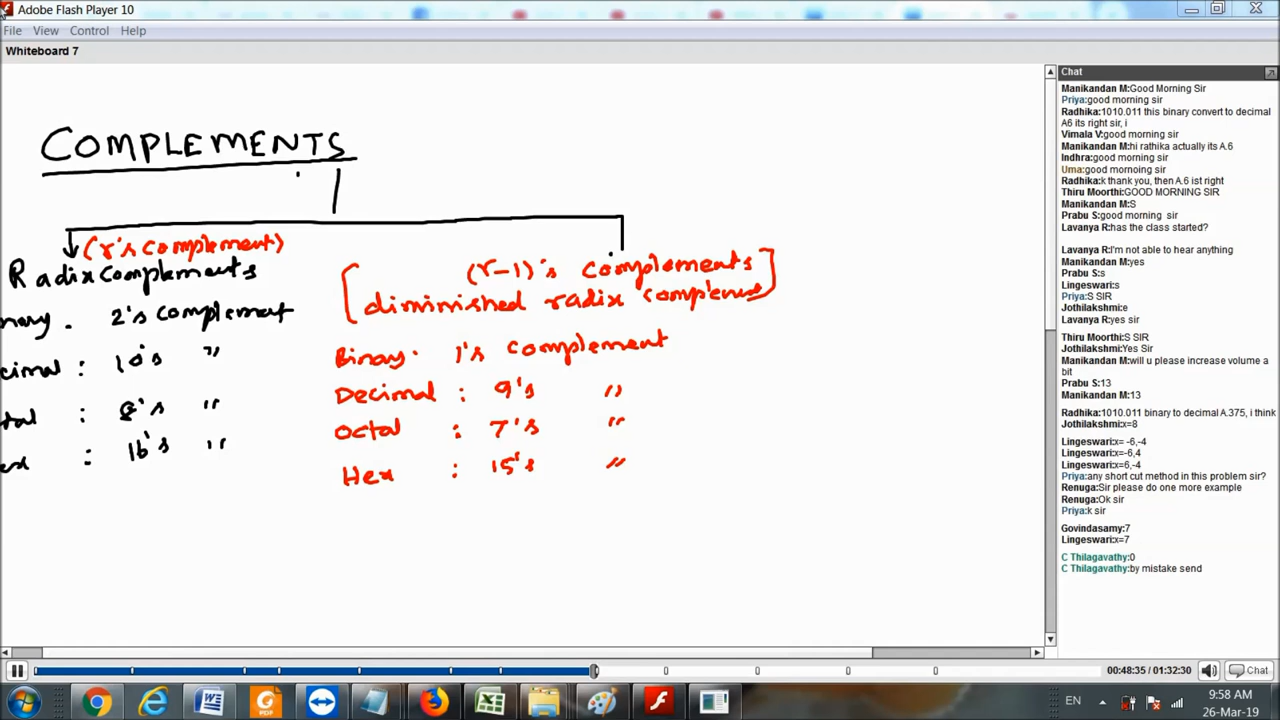 Adobe Flash Player 10
File View Control Help
Whiteboard 7
COMPLEMENTS
(r's complement)
Radix complements
nary. 2's complement
cimal : 10's "
tal : 8's "
ex : 16's "
(r-1)'s complements
diminished radix
Binary. 1's complement
Decimal : 9's "
Octal : 7's "
Hex : 15's "
Chat
Manikandan M:Good Morning Sir
Priya:good morning sir
Radhika:1010.011 this binary convert to decimal
A6 its right sir, i
Vimala V:good morning sir
Manikandan M:hi rathika actually its A.6
Indhra:good morning sir
Uma:good mornoing sir
Radhika:k thank you, then A.6 ist right
Thiru Moorthi:GOOD MORNING SIR
Manikandan M:S
Prabu S:good morning sir
Lavanya R:has the class started?
Lavanya R:I'm not able to hear anything
Manikandan M:yes
Prabu S:s
Lingeswari:s
Priya:S SIR
Jothilakshmi:e
Lavanya R:yes sir
Thiru Moorthi:S SIR
Jothilakshmi:Yes Sir
Manikandan M:will u please increase volume a
bit
Prabu S:13
Manikandan M:13
Radhika:1010.011 binary to decimal A.375, i think
Jothilakshmi:x=8
Lingeswari:x= -6,-4
Lingeswari:x=-6,4
Lingeswari:x=6,-4
Priya:any short cut method in this problem sir?
Renuga:Sir please do one more example
Renuga:Ok sir
Priya:k sir
Govindasamy:7
Lingeswari:x=7
C Thilagavathy:0
C Thilagavathy:by mistake send
00:48:35 / 01:32:30
Chat
PDF
EN
9:58 AM
26-Mar-19